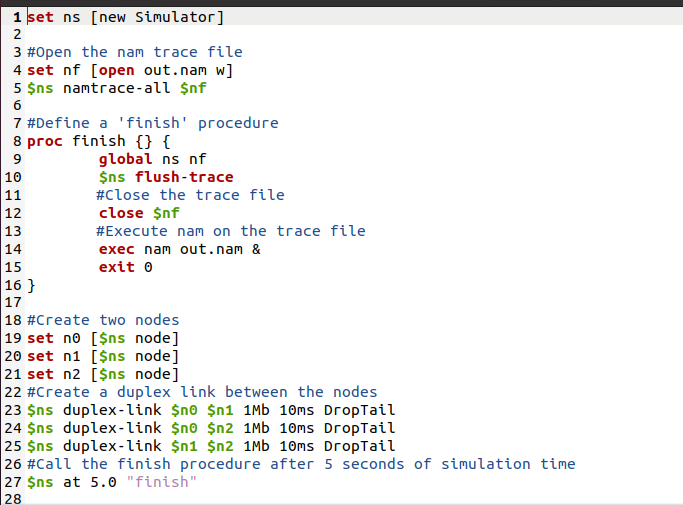 1 set ns [new Simulator]
2
3 #Open the nam trace file
4 set nf [open out.nam w]
5 $ns namtrace-all $nf
6
7 #Define a 'finish' procedure
8 proc finish {} {
9         global ns nf
10         $ns flush-trace
11         #Close the trace file
12         close $nf
13         #Execute nam on the trace file
14         exec nam out.nam &
15         exit 0
16 }
17
18 #Create two nodes
19 set n0 [$ns node]
20 set n1 [$ns node]
21 set n2 [$ns node]
22 #Create a duplex link between the nodes
23 $ns duplex-link $n0 $n1 1Mb 10ms DropTail
24 $ns duplex-link $n0 $n2 1Mb 10ms DropTail
25 $ns duplex-link $n1 $n2 1Mb 10ms DropTail
26 #Call the finish procedure after 5 seconds of simulation time
27 $ns at 5.0 "finish"
28